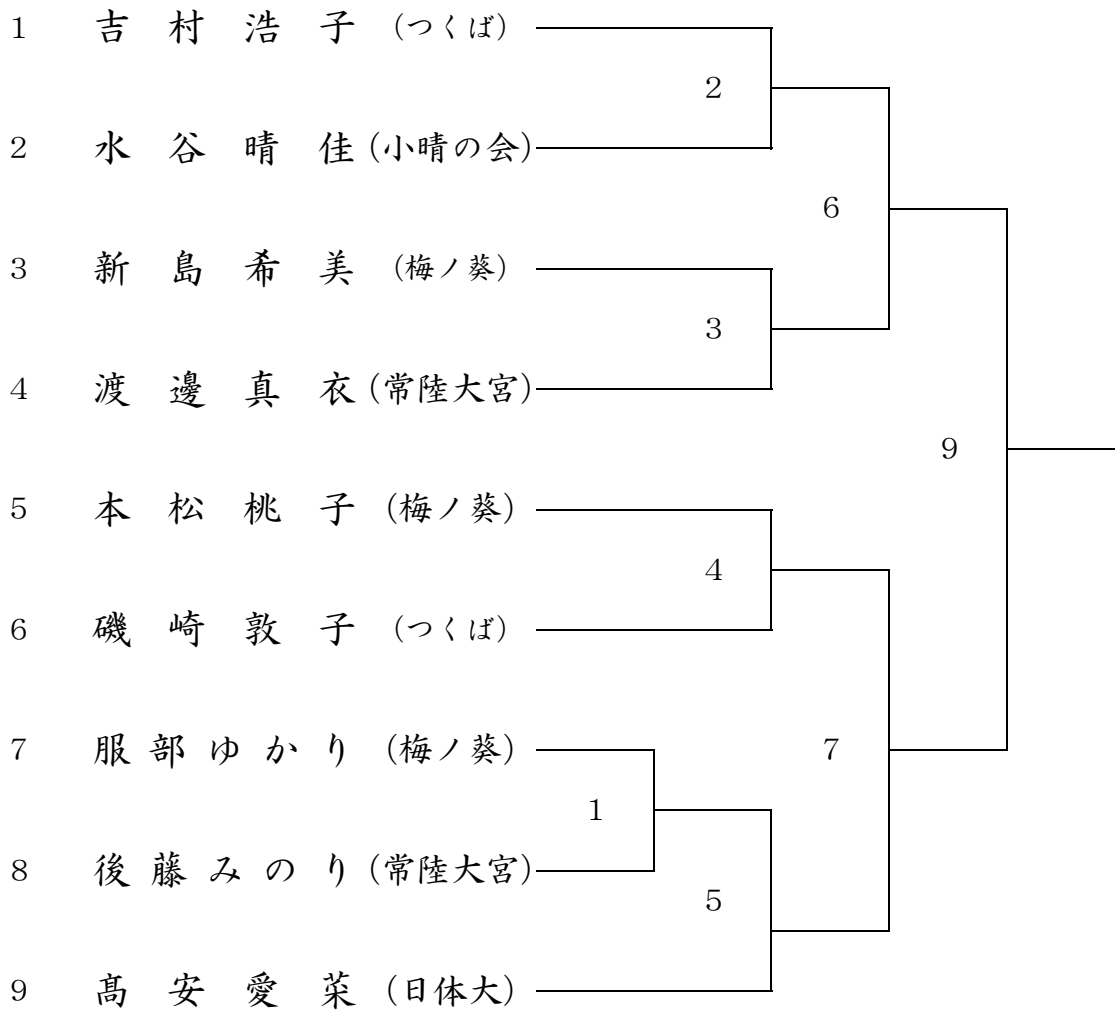 1 吉村浩子 (つくば)
2
2 水谷晴佳 (小晴の会)
6
3 新島希美 (梅ノ葵)
3
4 渡邊真衣 (常陸大宮)
9
5 本松桃子 (梅ノ葵)
4
6 磯崎敦子 (つくば)
7 服部ゆかり (梅ノ葵)
7
1
8 後藤みのり (常陸大宮)
5
9 髙安愛菜 (日体大)